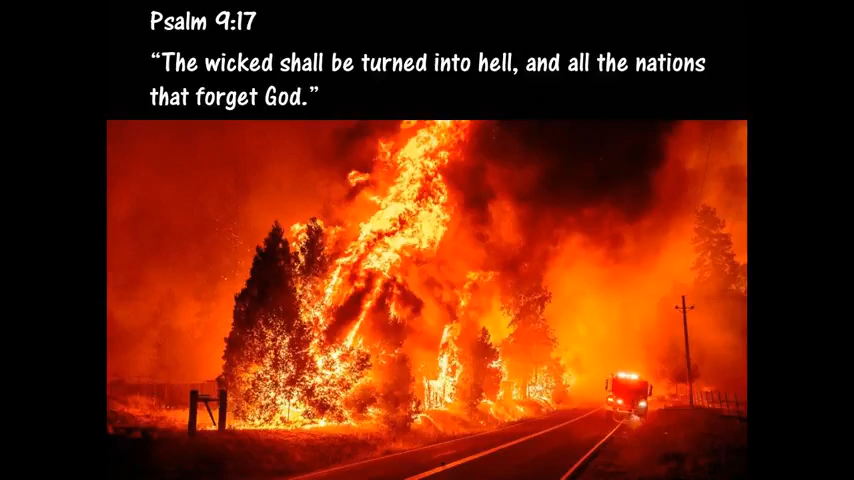 Psalm 9:17
“The wicked shall be turned into hell, and all the nations
that forget God.”